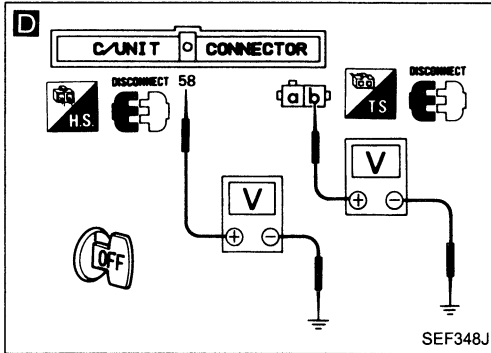 D
C/UNIT CONNECTOR
DISCONNECT
H.S.
58
a b
DISCONNECT
T.S
V
V
⊕ ⊖
⊕ ⊖
OFF
SEF348J